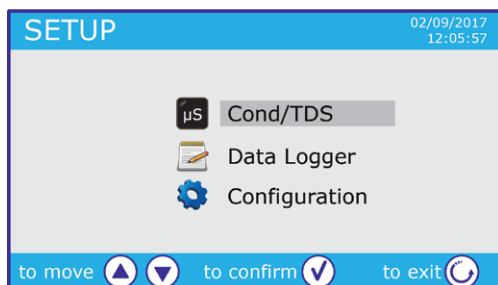 SETUP
02/09/2017
12:05:57
µS Cond/TDS
Data Logger
Configuration
to move to confirm to exit